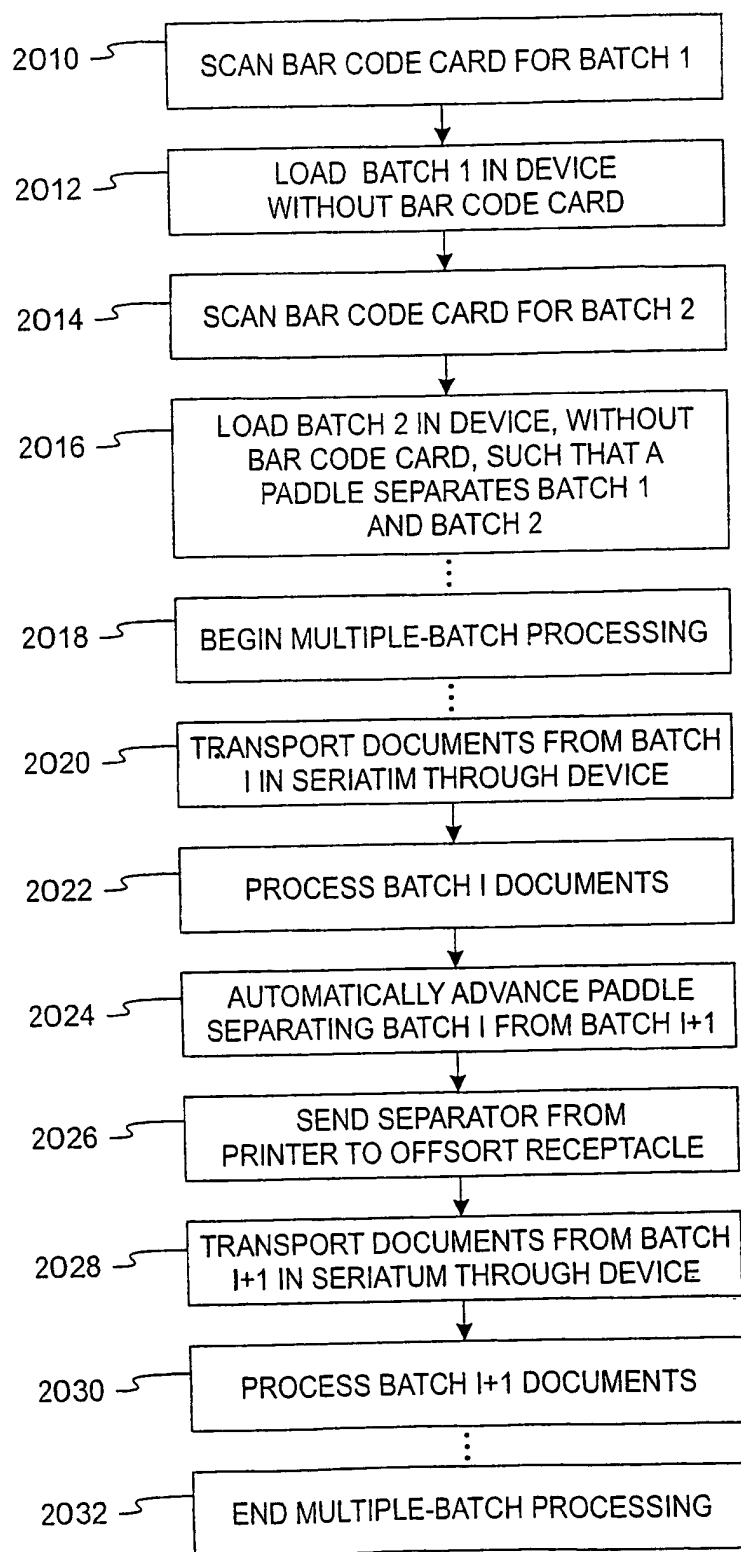 2010
SCAN BAR CODE CARD FOR BATCH 1
2012
LOAD BATCH 1 IN DEVICE
WITHOUT BAR CODE CARD
2014
SCAN BAR CODE CARD FOR BATCH 2
2016
LOAD BATCH 2 IN DEVICE, WITHOUT
BAR CODE CARD, SUCH THAT A
PADDLE SEPARATES BATCH 1
AND BATCH 2
2018
BEGIN MULTIPLE-BATCH PROCESSING
2020
TRANSPORT DOCUMENTS FROM BATCH
I IN SERIATIM THROUGH DEVICE
2022
PROCESS BATCH I DOCUMENTS
2024
AUTOMATICALLY ADVANCE PADDLE
SEPARATING BATCH I FROM BATCH I+1
2026
SEND SEPARATOR FROM
PRINTER TO OFFSORT RECEPTACLE
2028
TRANSPORT DOCUMENTS FROM BATCH
I+1 IN SERIATUM THROUGH DEVICE
2030
PROCESS BATCH I+1 DOCUMENTS
2032
END MULTIPLE-BATCH PROCESSING